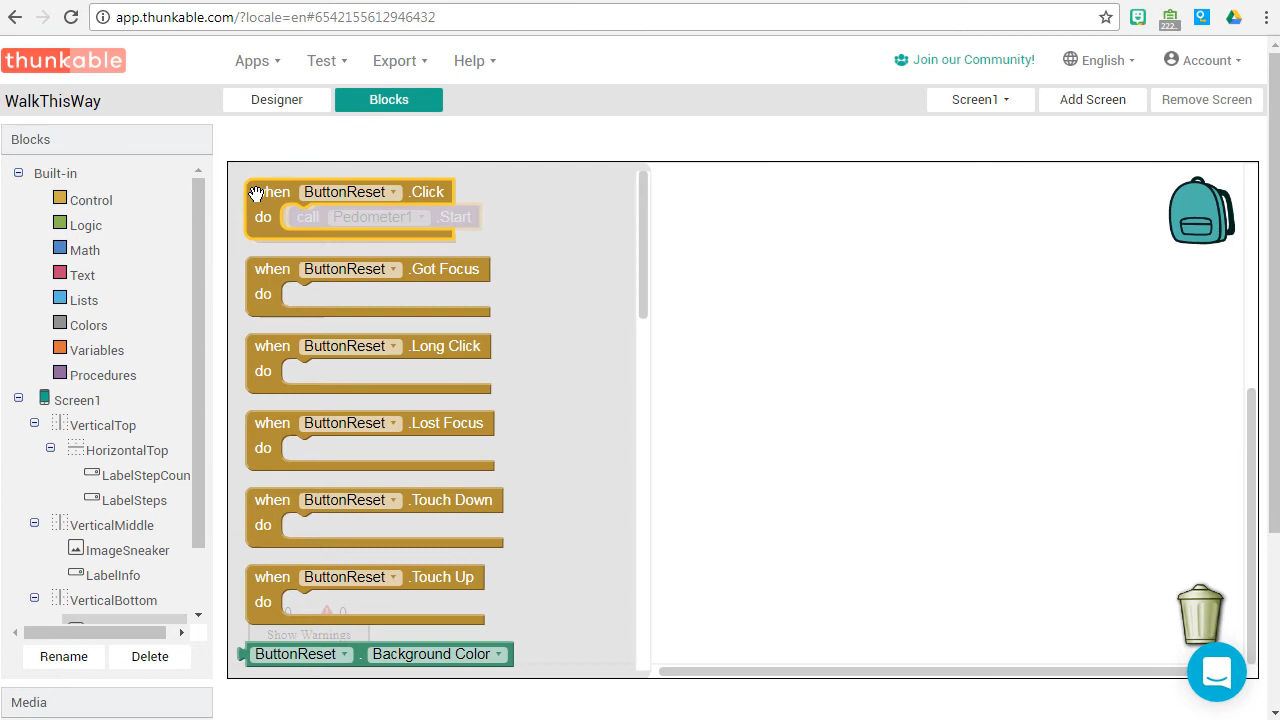 app.thunkable.com/?locale=en#6542155612946432
222..
thunkable
Apps Test Export Help Join our Community! English Account
WalkThisWay Designer Blocks Screen1 Add Screen Remove Screen
Blocks
Built-in
Control
Logic
Math
Text
Lists
Colors
Variables
Procedures
Screen1
VerticalTop
HorizontalTop
LabelStepCoun
LabelSteps
VerticalMiddle
ImageSneaker
LabelInfo
VerticalBottom
Rename Delete
Media
when ButtonReset .Click
do call Pedometer1 .Start
when ButtonReset .Got Focus
do
when ButtonReset .Long Click
do
when ButtonReset .Lost Focus
do
when ButtonReset .Touch Down
do
when ButtonReset .Touch Up
do
0 0
Show Warnings
ButtonReset . Background Color